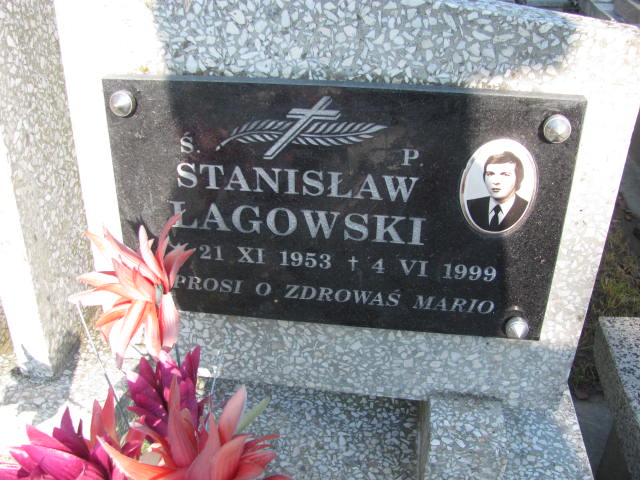 Ś. P.
STANISŁAW
ŁAGOWSKI
* 21 XI 1953 + 4 VI 1999
PROSI O ZDROWAŚ MARIO